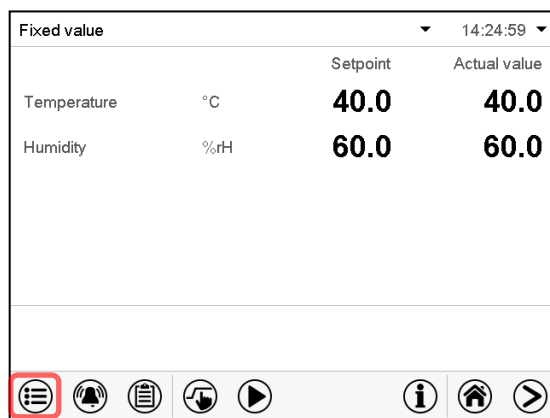 Fixed value 14:24:59
Setpoint Actual value
Temperature °C 40.0 40.0
Humidity %rH 60.0 60.0